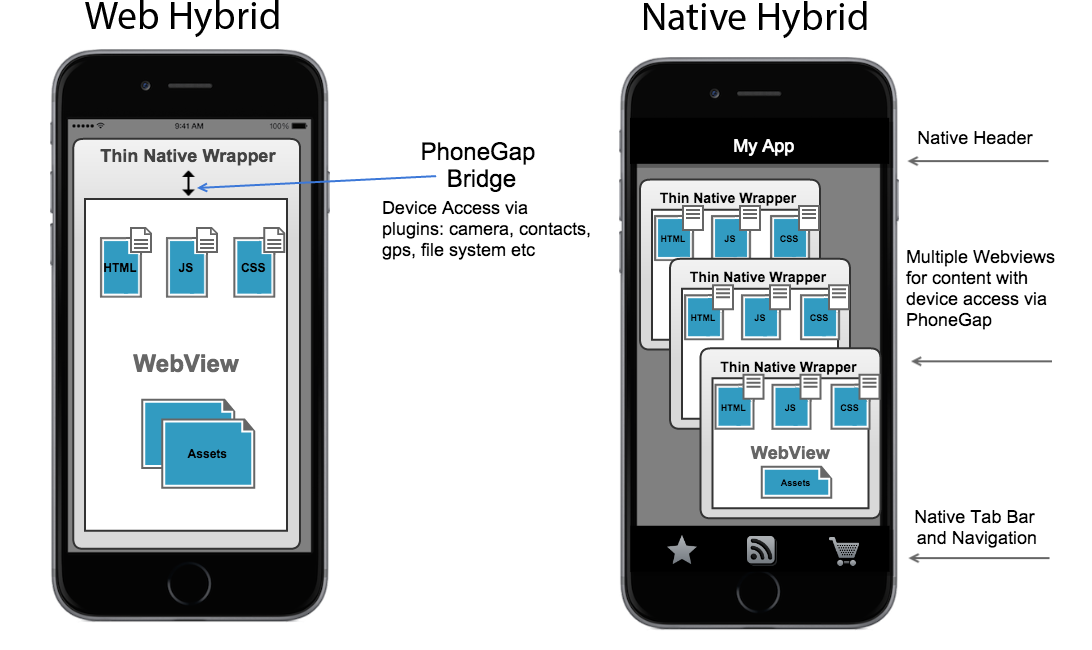 Web Hybrid
9:41 AM
100%
Thin Native Wrapper
HTML
JS
CSS
WebView
Assets
PhoneGap
Bridge
Device Access via
plugins: camera, contacts,
gps, file system etc
Native Hybrid
My App
Thin Native Wrapper
HTML
JS
CSS
Thin Native Wrapper
HTML
JS
CSS
Thin Native Wrapper
HTML
JS
CSS
WebView
Assets
Native Header
Multiple Webviews
for content with
device access via
PhoneGap
Native Tab Bar
and Navigation